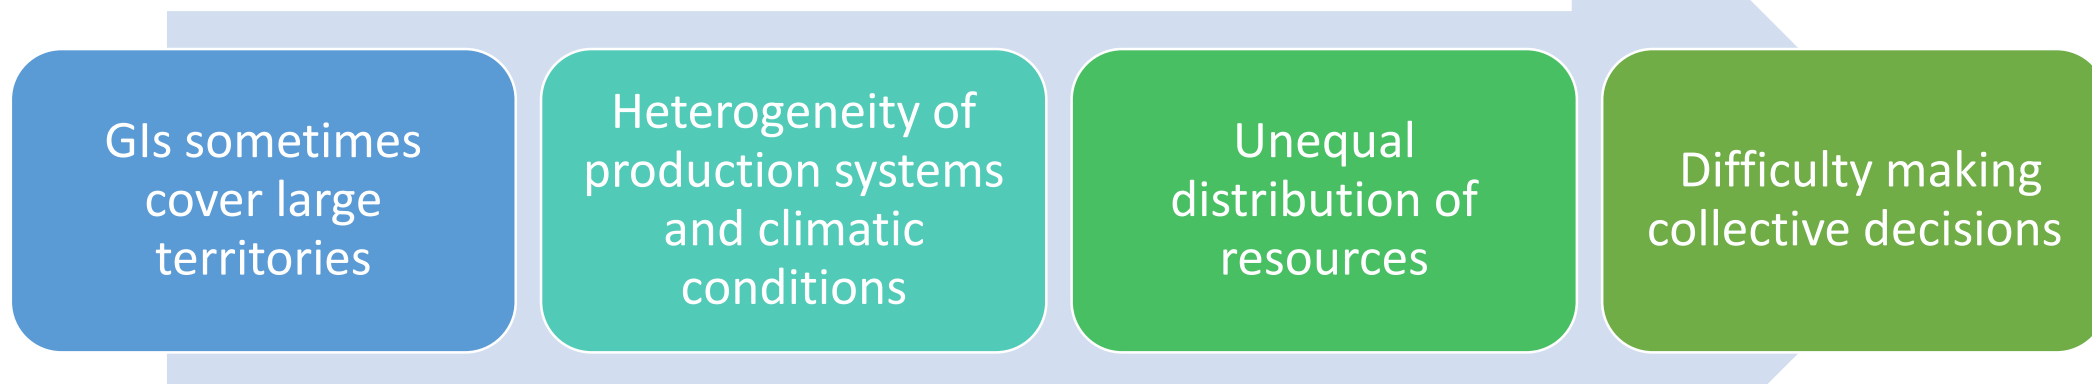 GIs sometimes
cover large
territories
Heterogeneity of
production systems
and climatic
conditions
Unequal
distribution of
resources
Difficulty making
collective decisions